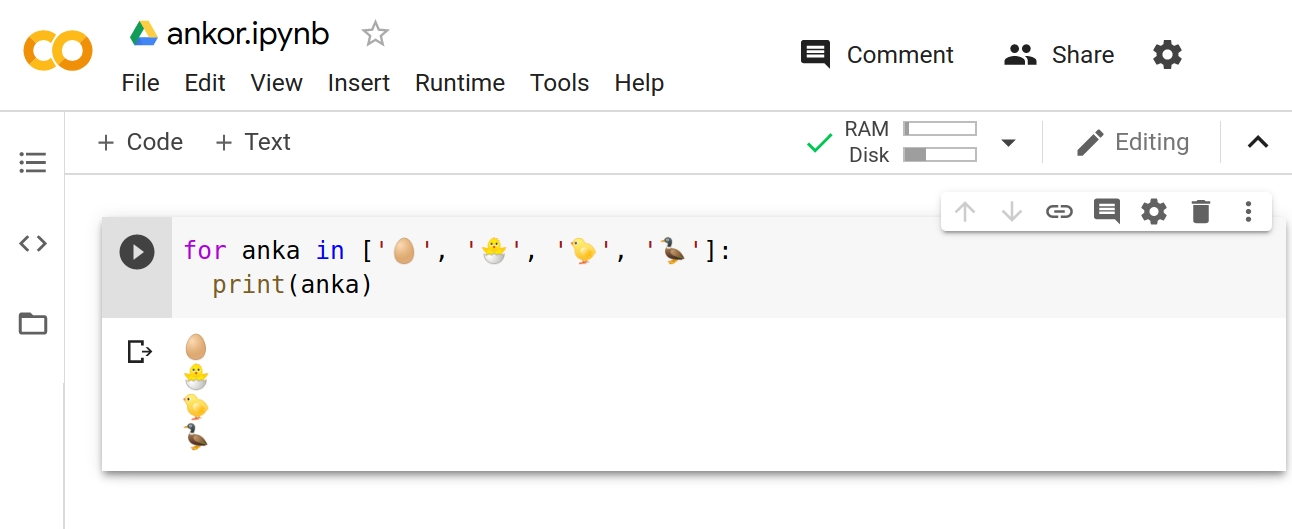 ankor.ipynb
Comment
Share
File Edit View Insert Runtime Tools Help
+ Code + Text
RAM
Disk
Editing
for anka in ['🥚', '🐣', '🐤', '🦆']:
  print(anka)
🥚
🐣
🐤
🦆